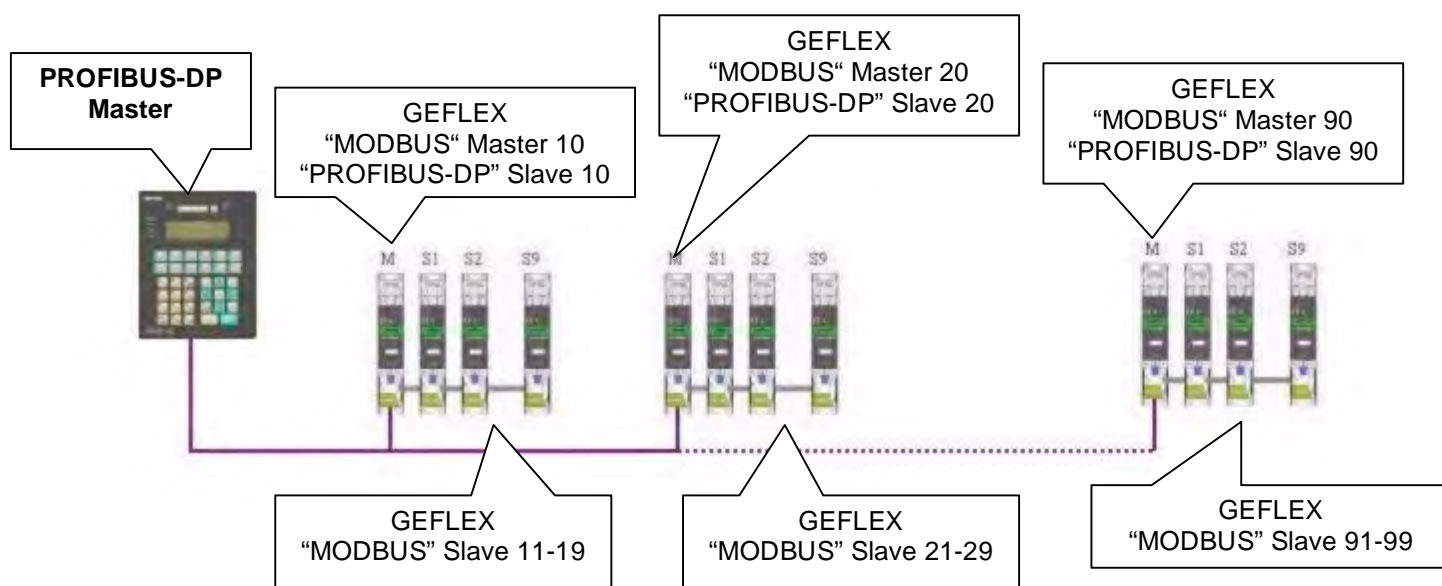 PROFIBUS-DP
Master
GEFLEX
“MODBUS“ Master 10
“PROFIBUS-DP” Slave 10
GEFLEX
“MODBUS“ Master 20
“PROFIBUS-DP” Slave 20
GEFLEX
“MODBUS“ Master 90
“PROFIBUS-DP” Slave 90
M S1 S2 S9
M S1 S2 S9
M S1 S2 S9
GEFLEX
“MODBUS” Slave 11-19
GEFLEX
“MODBUS” Slave 21-29
GEFLEX
“MODBUS” Slave 91-99